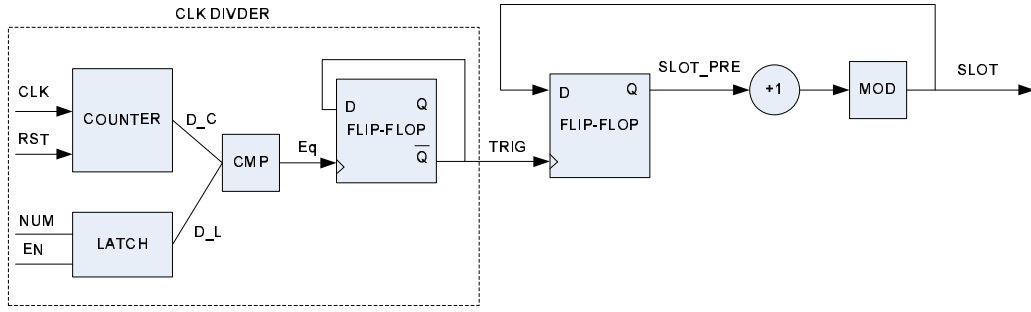 CLK DIVDER
CLK
RST
COUNTER
D_C
NUM
EN
LATCH
D_L
CMP
Eq
D Q
FLIP-FLOP
Q
TRIG
D Q
FLIP-FLOP
SLOT_PRE
+1
MOD
SLOT